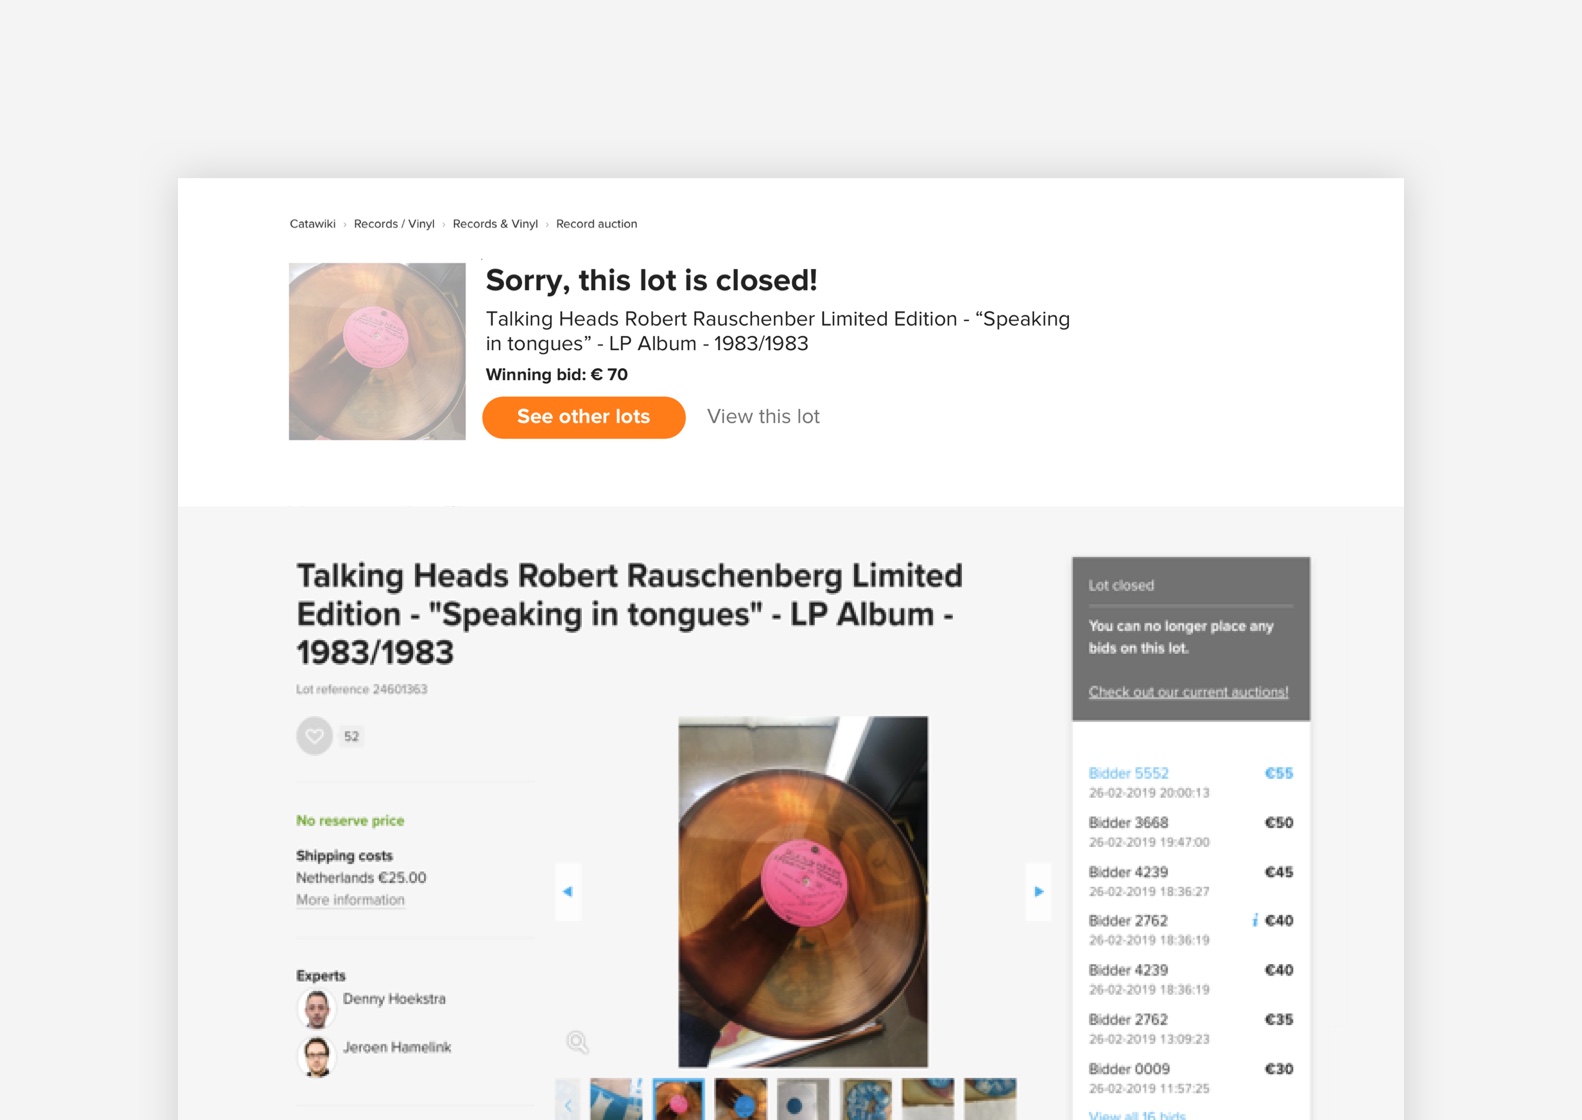 Catawiki › Records / Vinyl › Records & Vinyl › Record auction
Sorry, this lot is closed!
Talking Heads Robert Rauschenber Limited Edition - “Speaking
in tongues” - LP Album - 1983/1983
Winning bid: € 70
See other lots
View this lot
Talking Heads Robert Rauschenberg Limited
Edition - "Speaking in tongues" - LP Album -
1983/1983
Lot reference 24601363
52
No reserve price
Shipping costs
Netherlands €25.00
More information
Experts
Denny Hoekstra
Jeroen Hamelink
Lot closed
You can no longer place any
bids on this lot.
Check out our current auctions!
Bidder 5552 €55
26-02-2019 20:00:13
Bidder 3668 €50
26-02-2019 19:47:00
Bidder 4239 €45
26-02-2019 18:36:27
Bidder 2762 i €40
26-02-2019 18:36:19
Bidder 4239 €40
26-02-2019 18:36:19
Bidder 2762 €35
26-02-2019 13:09:23
Bidder 0009 €30
26-02-2019 11:57:25
View all 16 bids